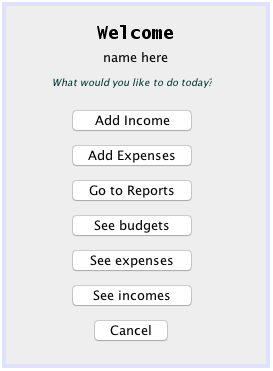 Welcome
name here
What would you like to do today?
Add Income
Add Expenses
Go to Reports
See budgets
See expenses
See incomes
Cancel